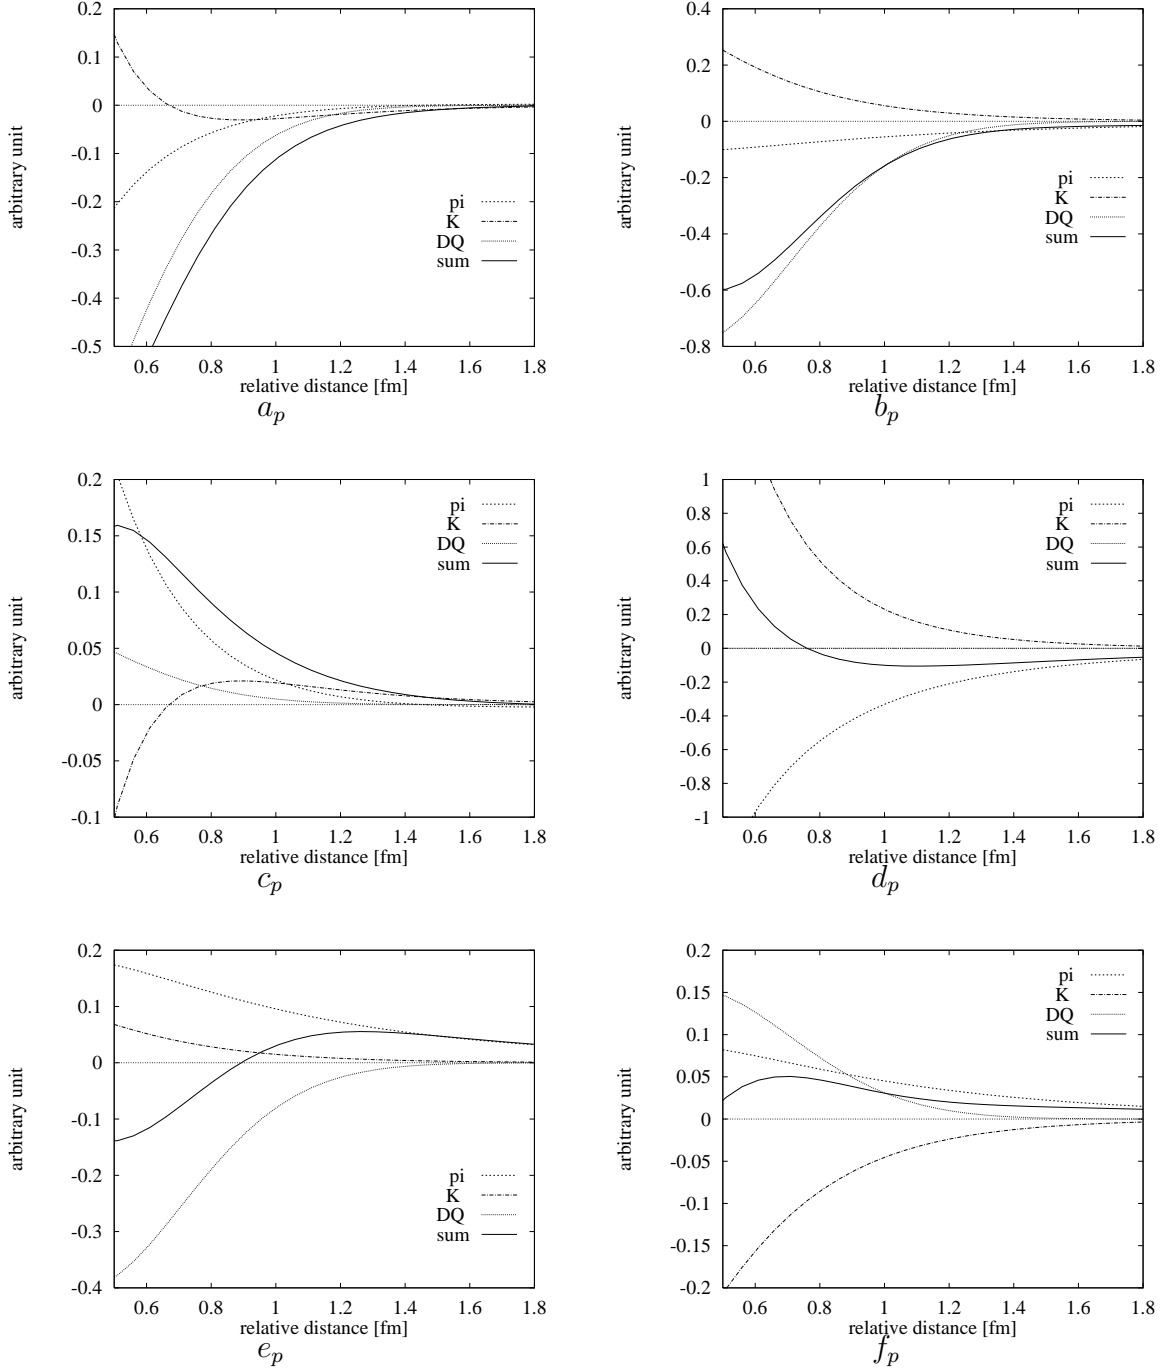 0.2
0.1
0
-0.1
-0.2
-0.3
-0.4
-0.5
arbitrary unit
pi
K
DQ
sum
0.6 0.8 1 1.2 1.4 1.6 1.8
relative distance [fm]
a_p
0.4
0.2
0
-0.2
-0.4
-0.6
-0.8
arbitrary unit
pi
K
DQ
sum
0.6 0.8 1 1.2 1.4 1.6 1.8
relative distance [fm]
b_p
0.2
0.15
0.1
0.05
0
-0.05
-0.1
arbitrary unit
pi
K
DQ
sum
0.6 0.8 1 1.2 1.4 1.6 1.8
relative distance [fm]
c_p
1
0.8
0.6
0.4
0.2
0
-0.2
-0.4
-0.6
-0.8
-1
arbitrary unit
pi
K
DQ
sum
0.6 0.8 1 1.2 1.4 1.6 1.8
relative distance [fm]
d_p
0.2
0.1
0
-0.1
-0.2
-0.3
-0.4
arbitrary unit
pi
K
DQ
sum
0.6 0.8 1 1.2 1.4 1.6 1.8
relative distance [fm]
e_p
0.2
0.15
0.1
0.05
0
-0.05
-0.1
-0.15
-0.2
arbitrary unit
pi
K
DQ
sum
0.6 0.8 1 1.2 1.4 1.6 1.8
relative distance [fm]
f_p